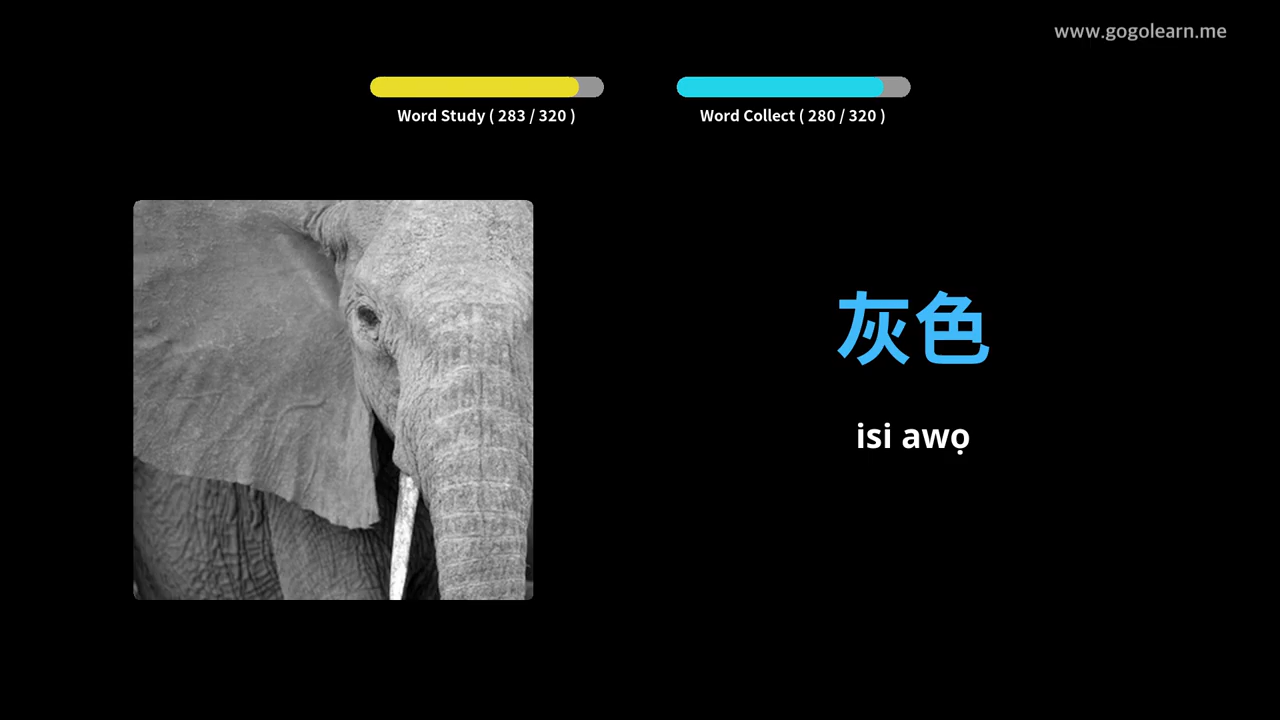 www.gogolearn.me
Word Study ( 283 / 320 )
Word Collect ( 280 / 320 )
灰色
isi awọ